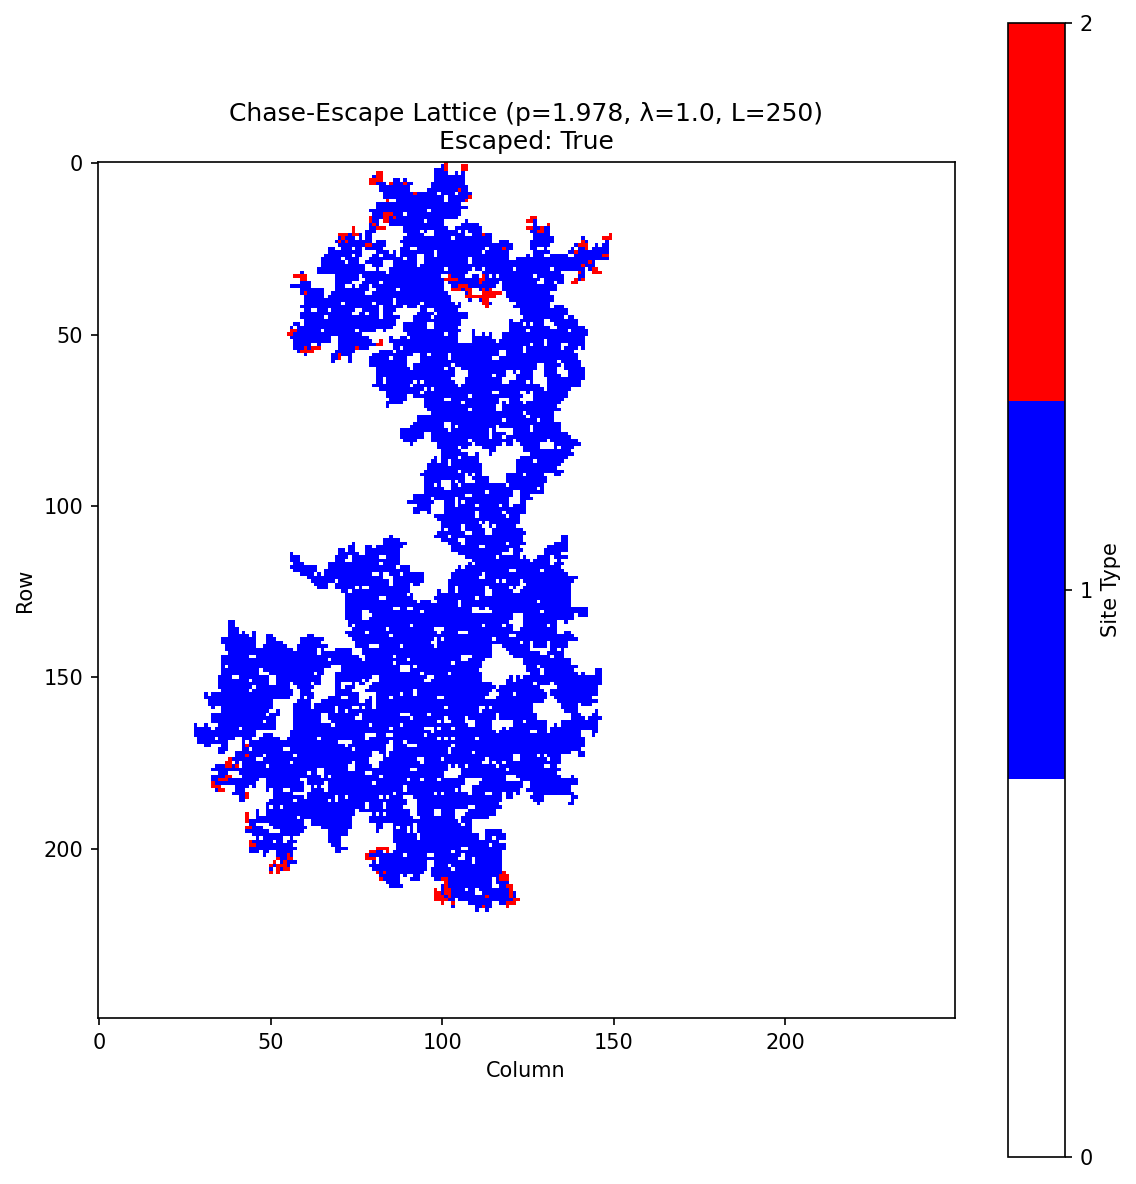 Chase-Escape Lattice (p=1.978, λ=1.0, L=250)
Escaped: True
0
50
100
150
200
Row
0
50
100
150
200
Column
2
1
0
Site Type